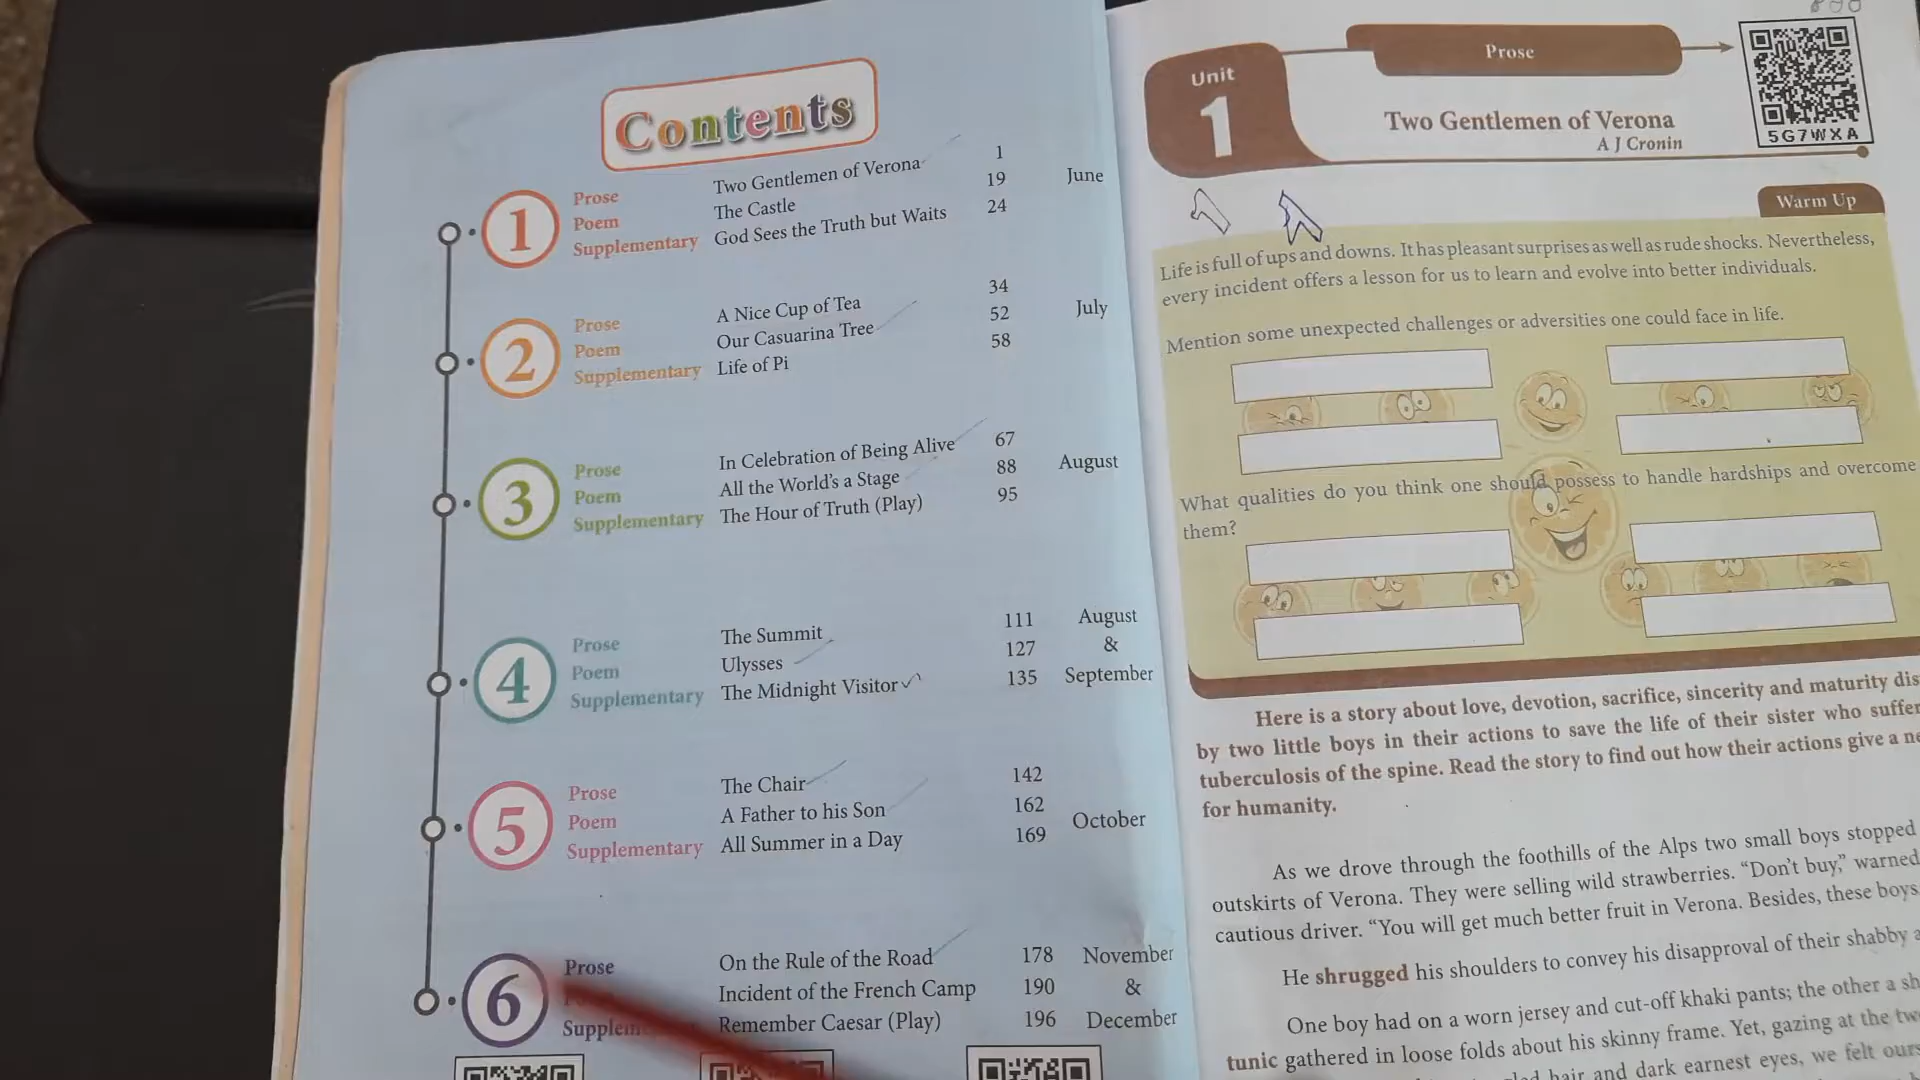 Contents
1
Prose Two Gentlemen of Verona 1
Poem The Castle 19 June
Supplementary God Sees the Truth but Waits 24
2
Prose A Nice Cup of Tea 34
Poem Our Casuarina Tree 52 July
Supplementary Life of Pi 58
3
Prose In Celebration of Being Alive 67
Poem All the World's a Stage 88 August
Supplementary The Hour of Truth (Play) 95
4
Prose The Summit 111 August
Poem Ulysses 127 &
Supplementary The Midnight Visitor 135 September
5
Prose The Chair 142
Poem A Father to his Son 162 October
Supplementary All Summer in a Day 169
6
Prose On the Rule of the Road 178 November
Incident of the French Camp 190 &
Remember Caesar (Play) 196 December
Unit
1
Prose
Two Gentlemen of Verona
A J Cronin
5G7WXA
Warm Up
Life is full of ups and downs. It has pleasant surprises as well as rude shocks. Nevertheless,
every incident offers a lesson for us to learn and evolve into better individuals.
Mention some unexpected challenges or adversities one could face in life.
What qualities do you think one should possess to handle hardships and overcome
them?
Here is a story about love, devotion, sacrifice, sincerity and maturity dis
by two little boys in their actions to save the life of their sister who suffer
tuberculosis of the spine. Read the story to find out how their actions give a ne
for humanity.
As we drove through the foothills of the Alps two small boys stopped
outskirts of Verona. They were selling wild strawberries. “Don't buy,” warned
cautious driver. “You will get much better fruit in Verona. Besides, these boys
He shrugged his shoulders to convey his disapproval of their shabby a
One boy had on a worn jersey and cut-off khaki pants; the other a sh
tunic gathered in loose folds about his skinny frame. Yet, gazing at the tw
hair and dark earnest eyes, we felt ours